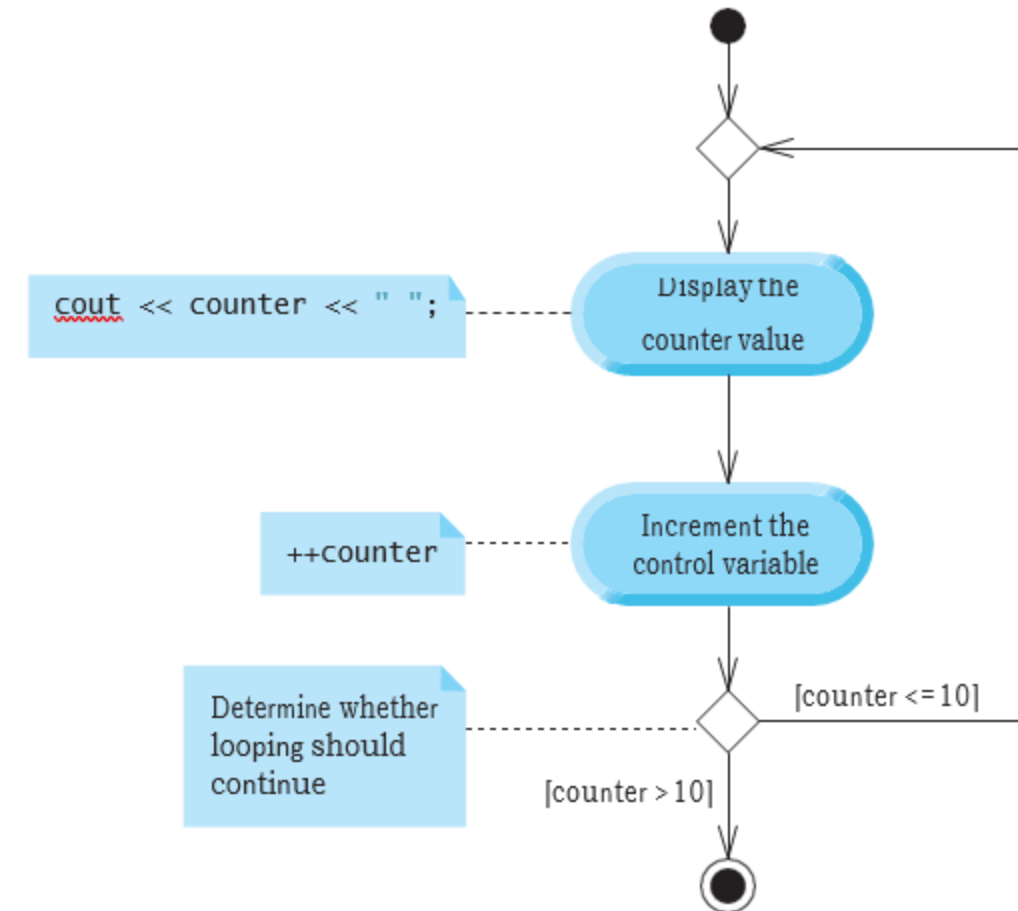 cout << counter << " ";
Display the
counter value
++counter
Increment the
control variable
Determine whether
looping should
continue
[counter <= 10]
[counter > 10]